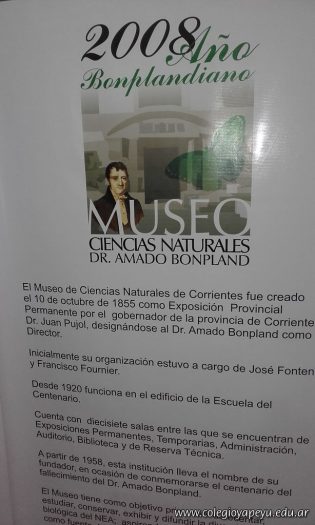 2008 Año
Bonplandiano
MUSEO
CIENCIAS NATURALES
DR. AMADO BONPLAND
El Museo de Ciencias Naturales de Corrientes fue creado
el 10 de octubre de 1855 como Exposición Provincial
Permanente por el gobernador de la provincia de Corrientes
Dr. Juan Pujol, designándose al Dr. Amado Bonpland como
Director.
Inicialmente su organización estuvo a cargo de José Fonten
y Francisco Fournier.
Desde 1920 funciona en el edificio de la Escuela del
Centenario.
Cuenta con diecisiete salas entre las que se encuentran de
Exposiciones Permanentes, Temporarias, Administración,
Auditorio, Biblioteca y de Reserva Técnica.
A partir de 1958, esta institución lleva el nombre de su
fundador, en ocasión de conmemorarse el centenario del
fallecimiento del Dr. Amado Bonpland.
El Museo tiene como objetivo
estudiar, conservar, exhibir y difundir la
biológica del NEA,
www.colegioyapeyu.edu.ar